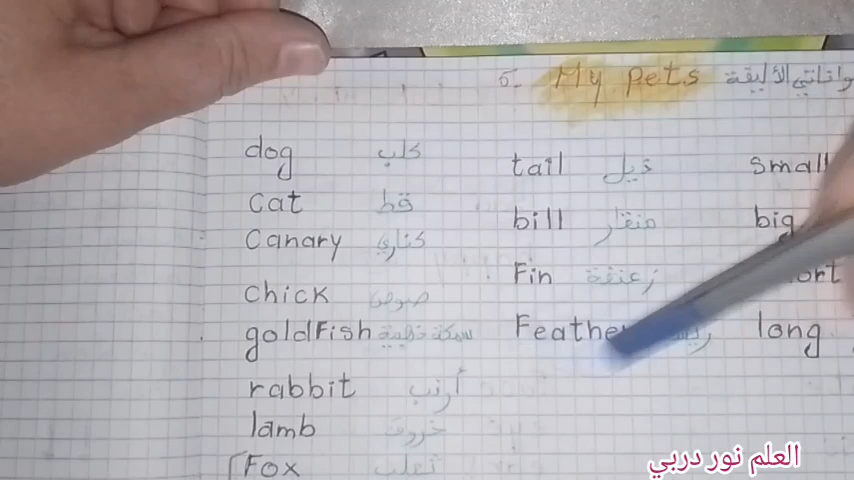 5. My pets حيواناتي الأليفة
dog كلب
cat قط
Canary كناري
chick صوص
goldfish سمكة ذهبية
rabbit أرنب
lamb خروف
Fox ثعلب
tail ذيل
bill منقار
Fin زعنفة
Feather ريش
small
big
long
العلم نور دربي